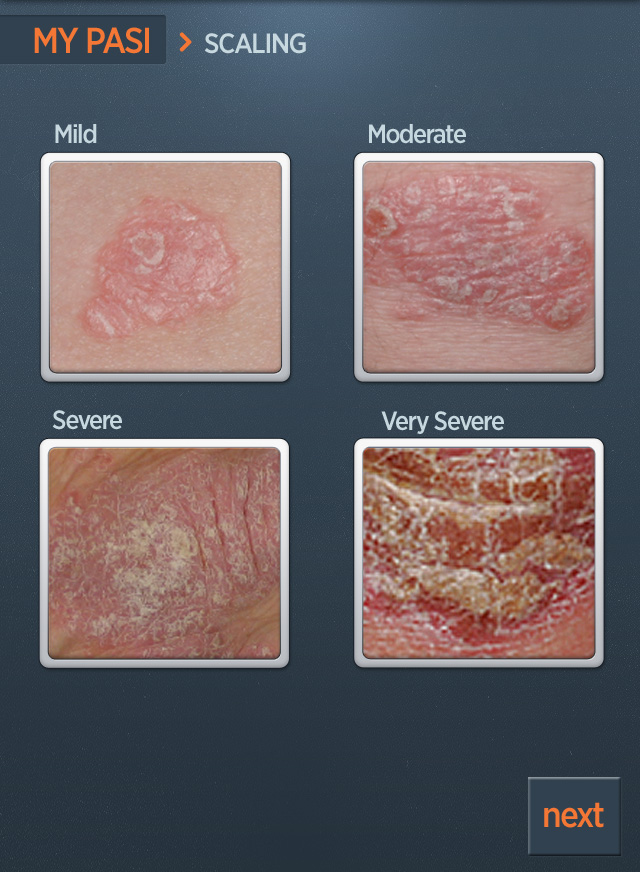 MY PASI > SCALING
Mild
Moderate
Severe
Very Severe
next